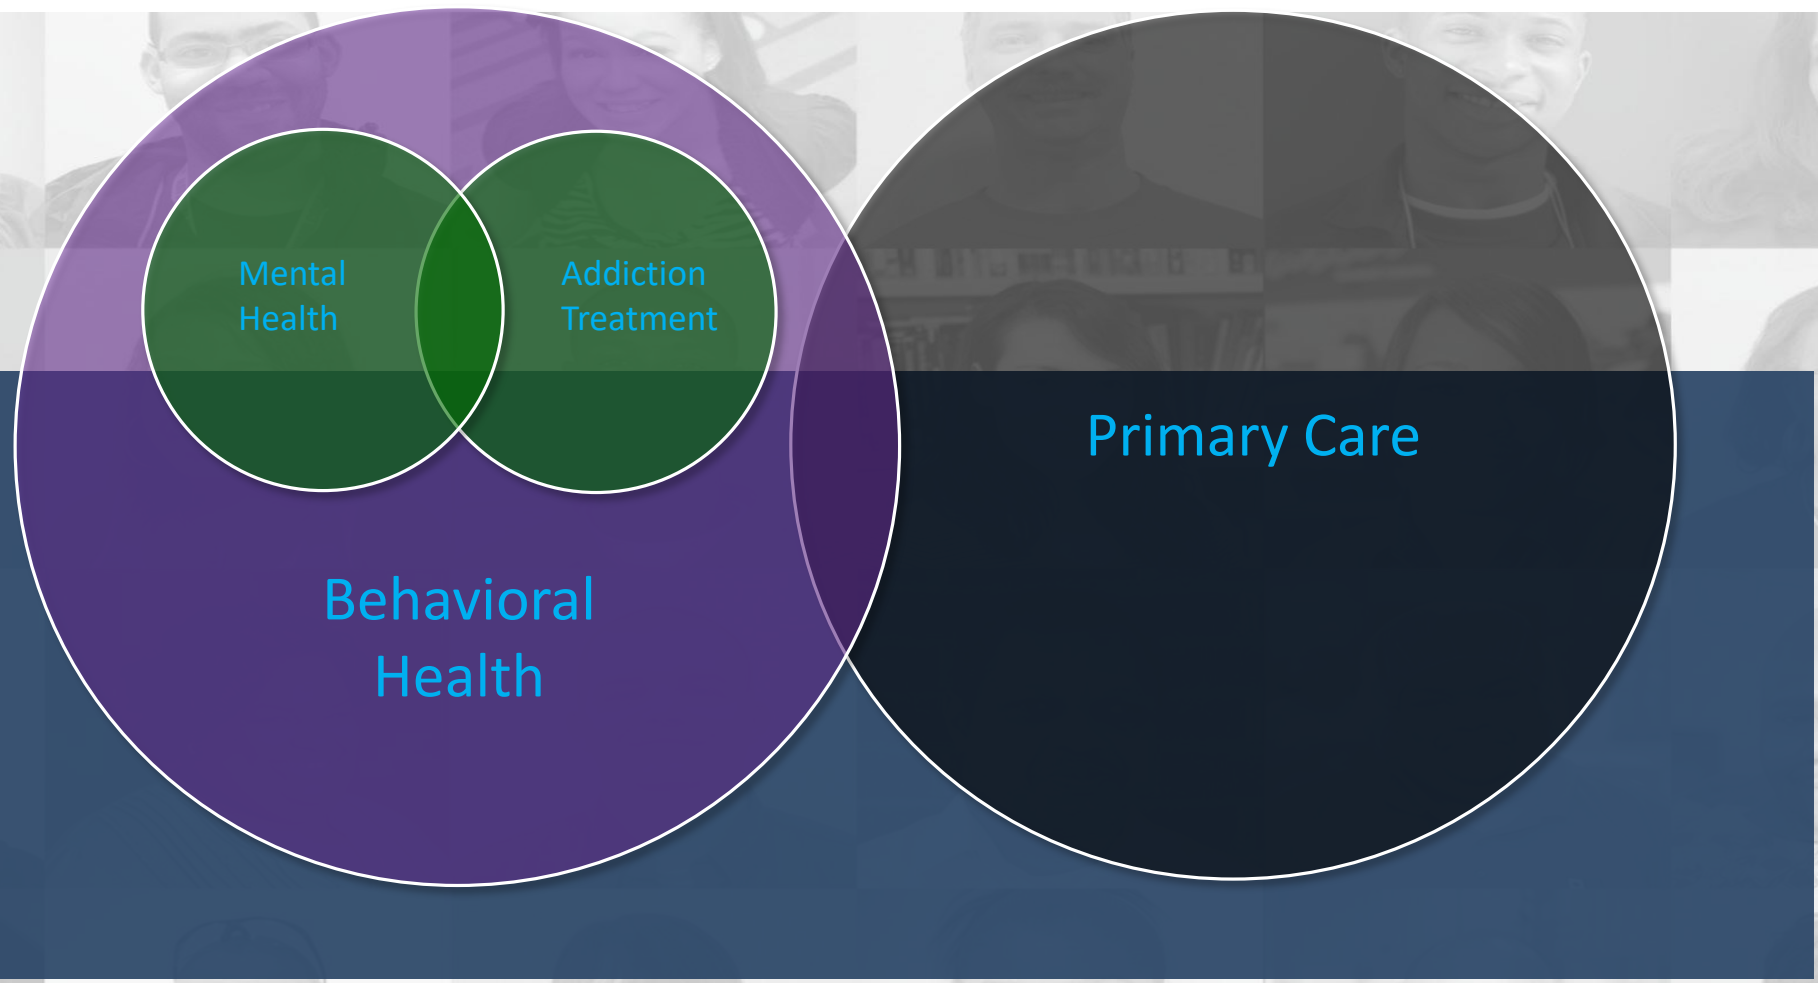 Mental
Health
Addiction
Treatment
Primary Care
Behavioral
Health